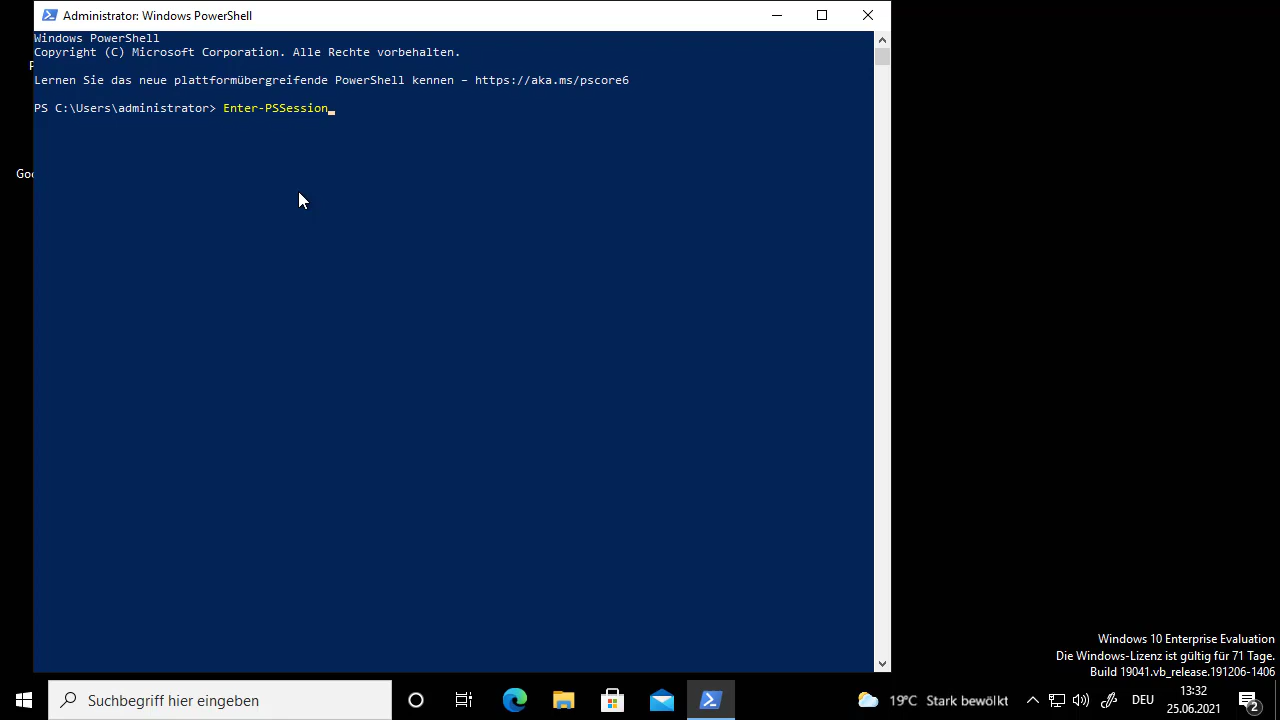 Administrator: Windows PowerShell
Windows PowerShell
Copyright (C) Microsoft Corporation. Alle Rechte vorbehalten.
Lernen Sie das neue plattformübergreifende PowerShell kennen – https://aka.ms/pscore6
PS C:\Users\administrator> Enter-PSSession
Windows 10 Enterprise Evaluation
Die Windows-Lizenz ist gültig für 71 Tage.
Build 19041.vb_release.191206-1406
Suchbegriff hier eingeben
19°C Stark bewölkt
DEU
13:32
25.06.2021
2